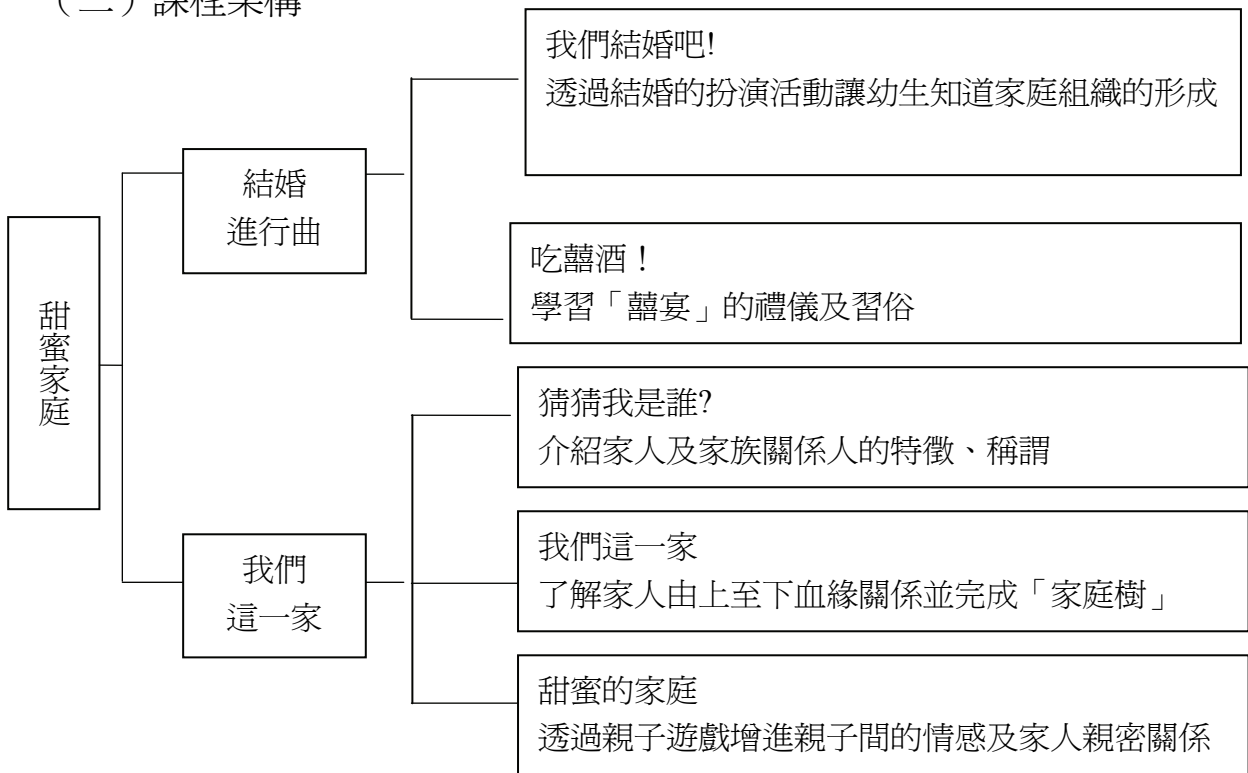 課程架構
甜蜜家庭
結婚
進行曲
我們結婚吧!
透過結婚的扮演活動讓幼生知道家庭組織的形成
吃囍酒！
學習「囍宴」的禮儀及習俗
我們
這一家
猜猜我是誰?
介紹家人及家族關係人的特徵、稱謂
我們這一家
了解家人由上至下血緣關係並完成「家庭樹」
甜蜜的家庭
透過親子遊戲增進親子間的情感及家人親密關係